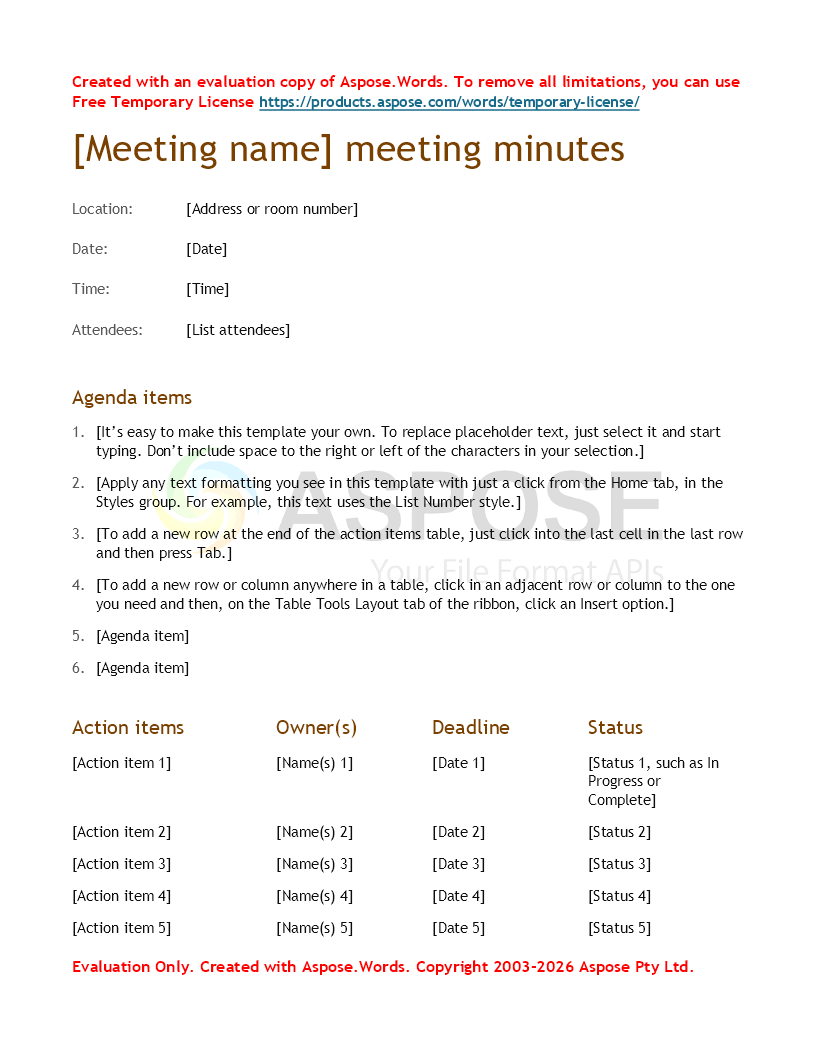 Created with an evaluation copy of Aspose.Words. To remove all limitations, you can use
Free Temporary License https://products.aspose.com/words/temporary-license/
[Meeting name] meeting minutes
Location: [Address or room number]
Date: [Date]
Time: [Time]
Attendees: [List attendees]
Agenda items
1. [It’s easy to make this template your own. To replace placeholder text, just select it and start
typing. Don’t include space to the right or left of the characters in your selection.]
2. [Apply any text formatting you see in this template with just a click from the Home tab, in the
Styles group. For example, this text uses the List Number style.]
ASPOSE
3. [To add a new row at the end of the action items table, just click into the last cell in the last row
and then press Tab.]
Your File Format APIs
4. [To add a new row or column anywhere in a table, click in an adjacent row or column to the one
you need and then, on the Table Tools Layout tab of the ribbon, click an Insert option.]
5. [Agenda item]
6. [Agenda item]
Action items Owner(s) Deadline Status
[Action item 1] [Name(s) 1] [Date 1] [Status 1, such as In
Progress or
Complete]
[Action item 2] [Name(s) 2] [Date 2] [Status 2]
[Action item 3] [Name(s) 3] [Date 3] [Status 3]
[Action item 4] [Name(s) 4] [Date 4] [Status 4]
[Action item 5] [Name(s) 5] [Date 5] [Status 5]
Evaluation Only. Created with Aspose.Words. Copyright 2003-2026 Aspose Pty Ltd.